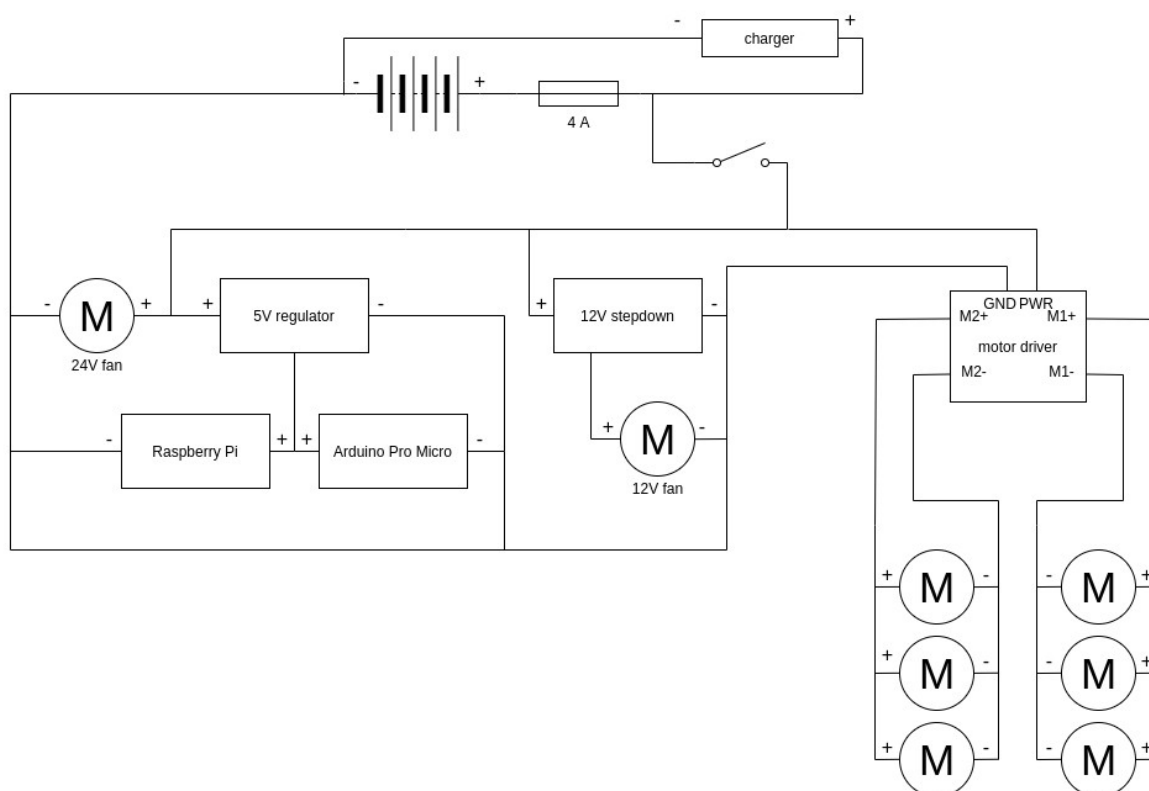 - charger +
- +
4 A
- + + 5V regulator -
24V fan
+ 12V stepdown -
GND PWR
M2+ M1+
motor driver
M2- M1-
M
- Raspberry Pi + + Arduino Pro Micro -
+ M -
12V fan
+ M - - M +
+ M - - M +
+ M - - M +